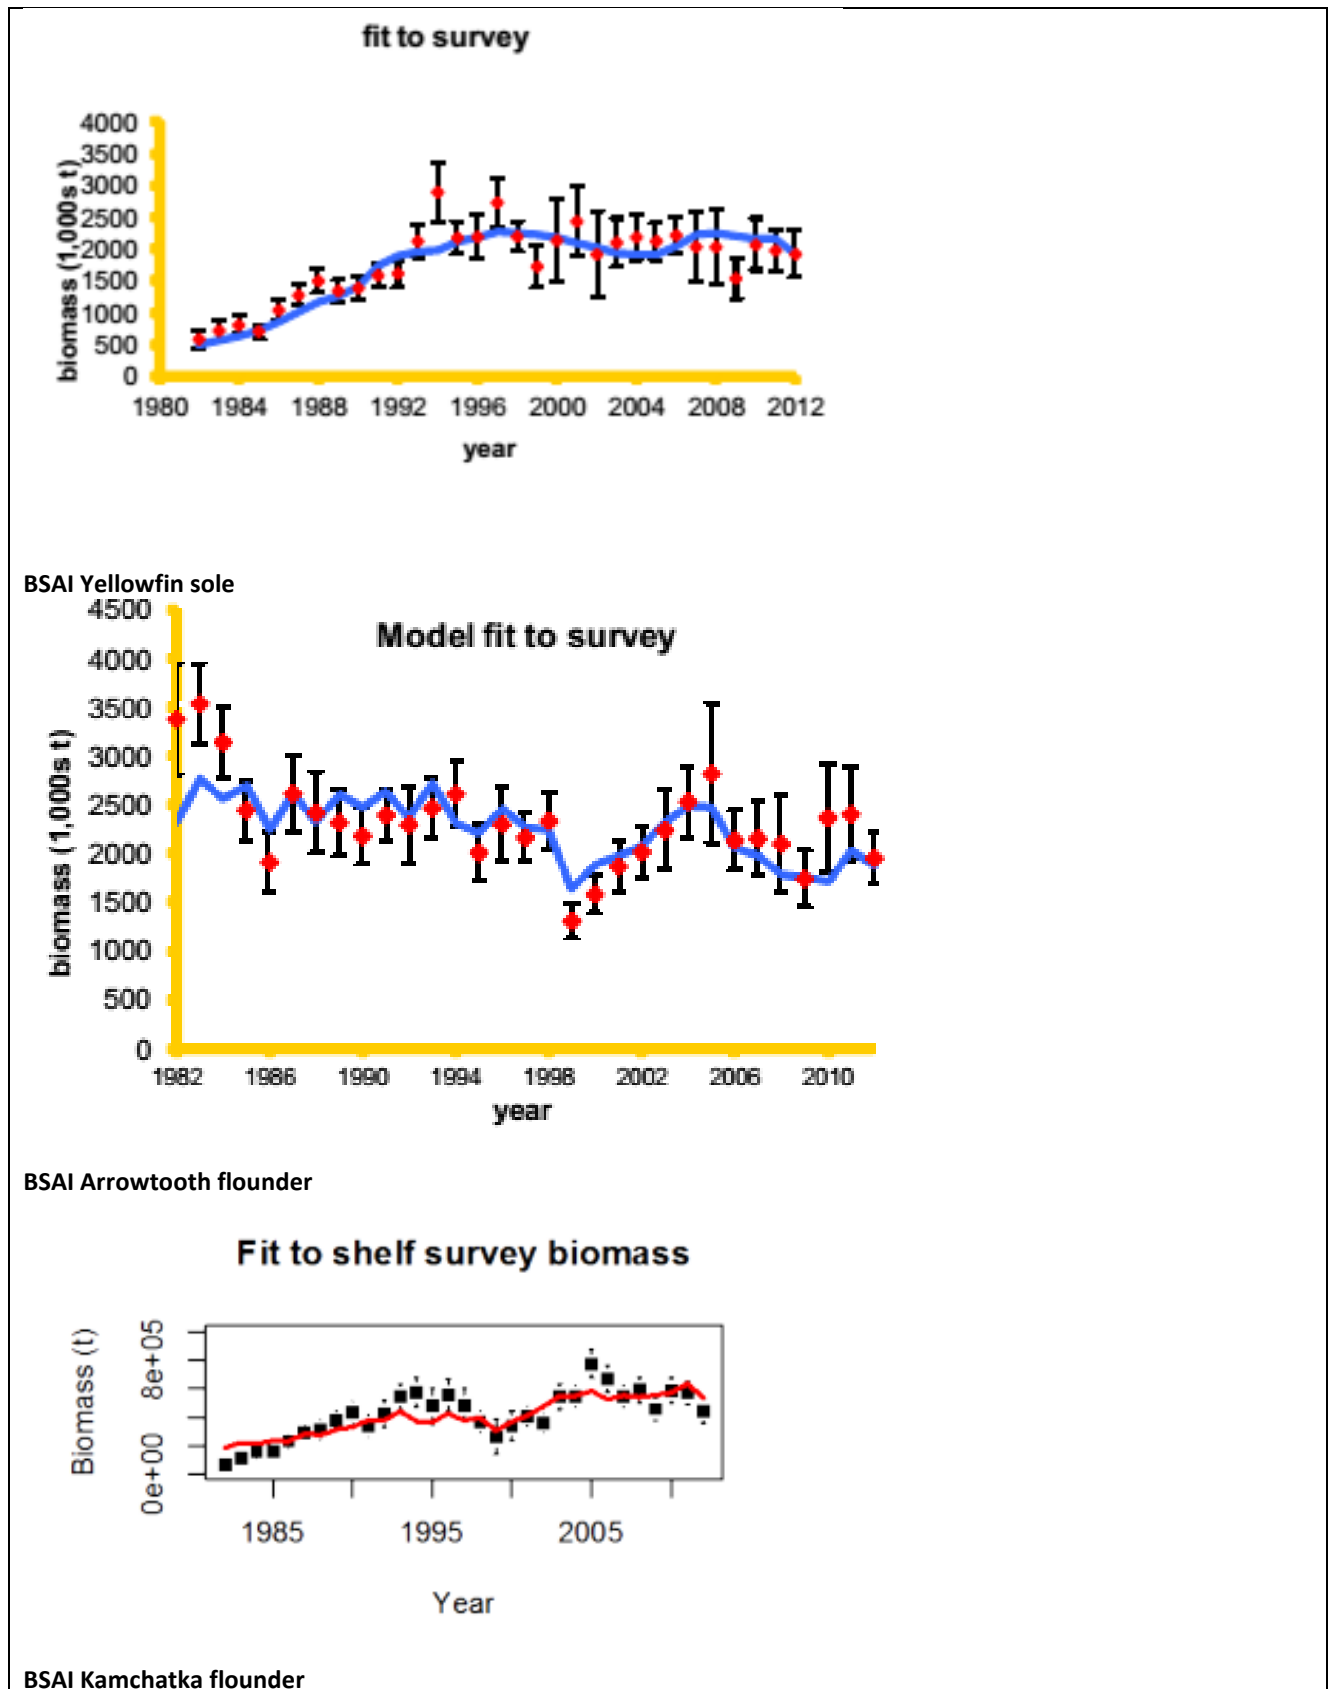 fit to survey
biomass (1,000s t)
4000
3500
3000
2500
2000
1500
1000
500
0
1980 1984 1988 1992 1996 2000 2004 2008 2012
year
BSAI Yellowfin sole
Model fit to survey
biomass (1,000s t)
4500
4000
3500
3000
2500
2000
1500
1000
500
0
1982 1986 1990 1994 1998 2002 2006 2010
year
BSAI Arrowtooth flounder
Fit to shelf survey biomass
Biomass (t)
8e+05
0e+00
1985 1995 2005
Year
BSAI Kamchatka flounder